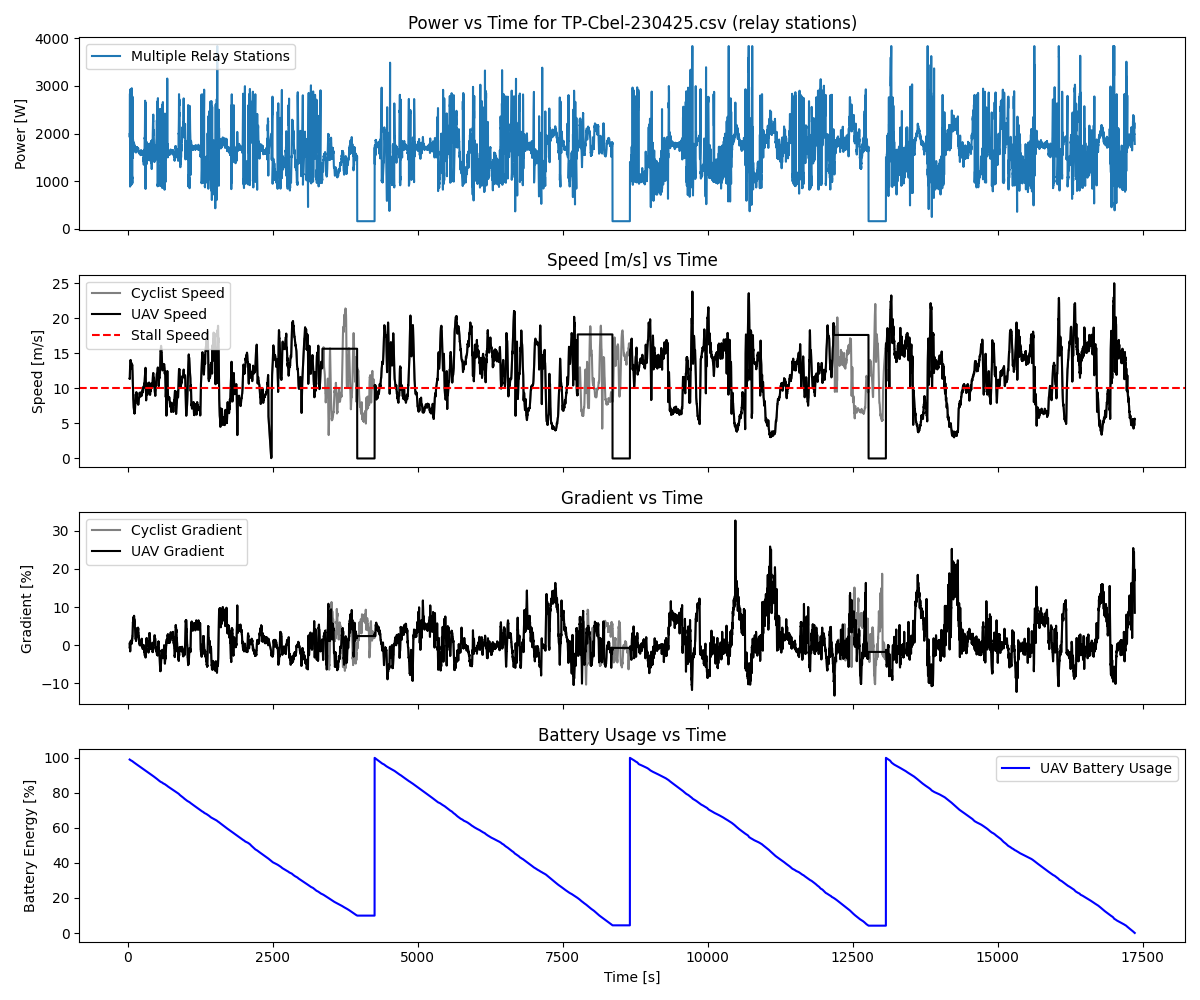 Power vs Time for TP-Cbel-230425.csv (relay stations)
Power [W]
4000
3000
2000
1000
0
Multiple Relay Stations
Speed [m/s] vs Time
Speed [m/s]
25
20
15
10
5
0
Cyclist Speed
UAV Speed
Stall Speed
Gradient vs Time
Gradient [%]
30
20
10
0
−10
Cyclist Gradient
UAV Gradient
Battery Usage vs Time
Battery Energy [%]
100
80
60
40
20
0
UAV Battery Usage
0 2500 5000 7500 10000 12500 15000 17500
Time [s]